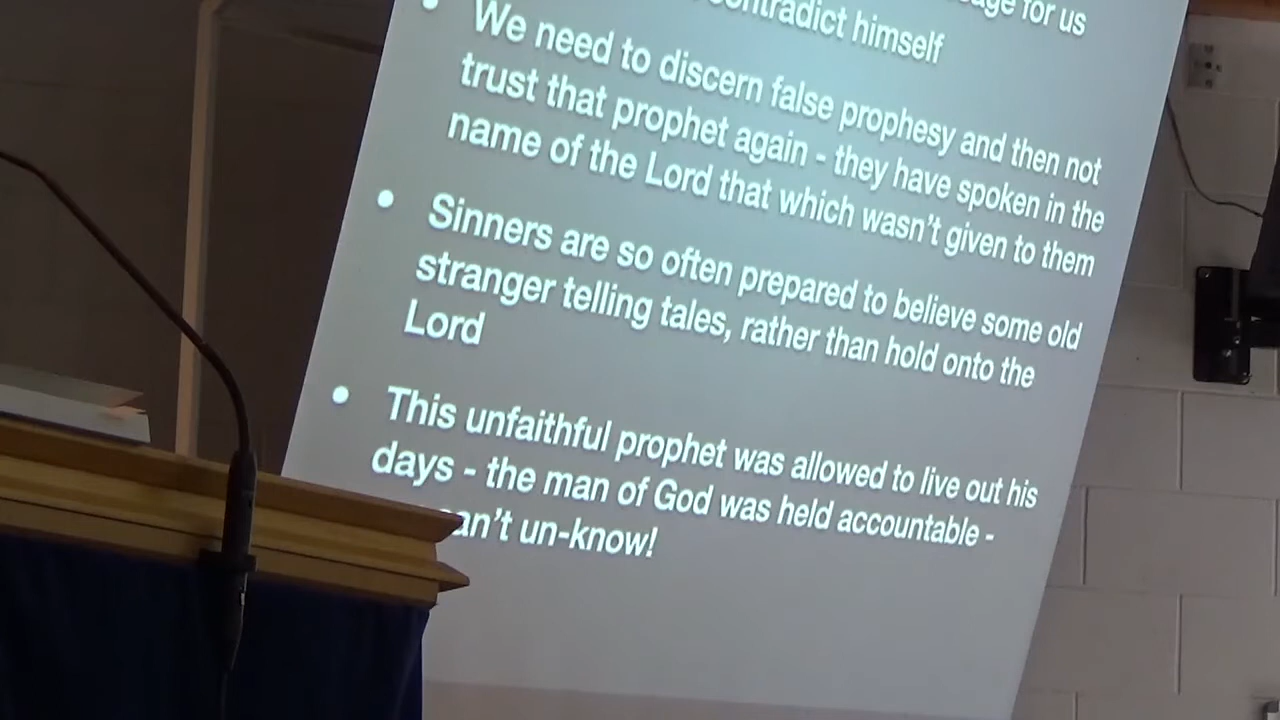 for us
contradict himself
• We need to discern false prophesy and then not
trust that prophet again - they have spoken in the
name of the Lord that which wasn't given to them
• Sinners are so often prepared to believe some old
stranger telling tales, rather than hold onto the
Lord
• This unfaithful prophet was allowed to live out his
days - the man of God was held accountable -
an't un-know!